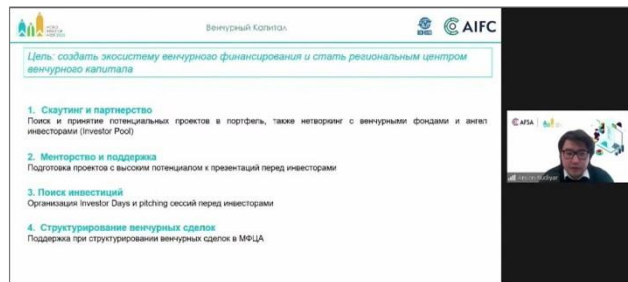 Венчурный Капитал
AIFC
Цель: создать экосистему венчурного финансирования и стать региональным центром
венчурного капитала
1. Скаутинг и партнерство
Поиск и принятие потенциальных проектов в портфель, также нетворкинг с венчурными фондами и ангел
инвесторами (Investor Pool)
2. Менторство и поддержка
Подготовка проектов с высоким потенциалом к презентаций перед инвесторами
3. Поиск инвестиций
Организация Investor Days и pitching сессий перед инвесторами
4. Структурирование венчурных сделок
Поддержка при структурировании венчурных сделок в МФЦА
AFSA